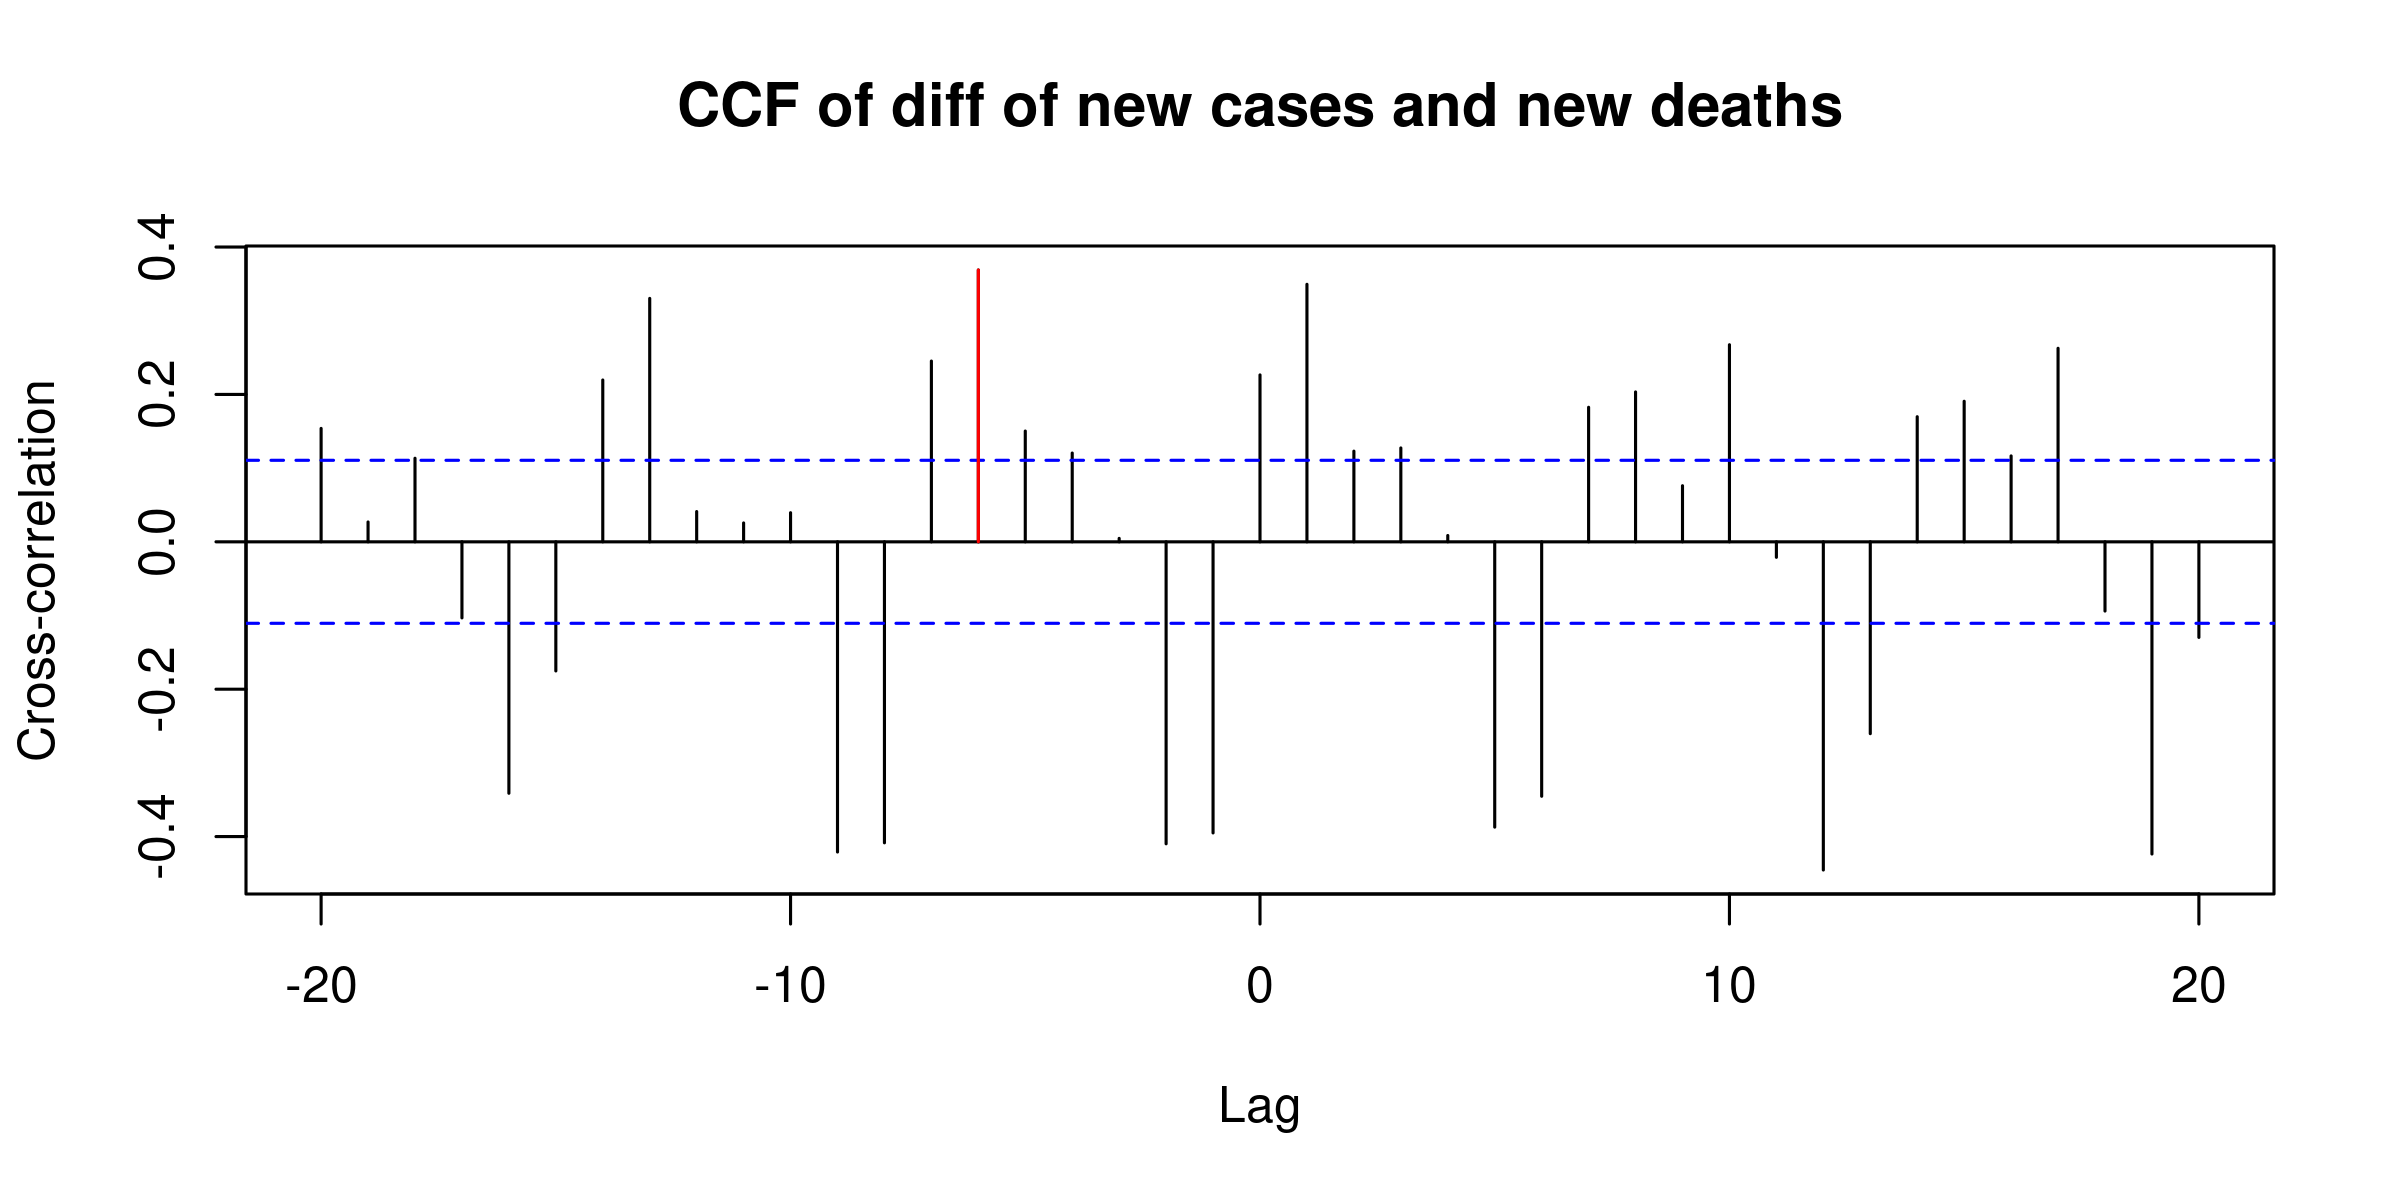 CCF of diff of new cases and new deaths
Cross-correlation
0.4
0.2
0.0
-0.2
-0.4
-20 -10 0 10 20
Lag